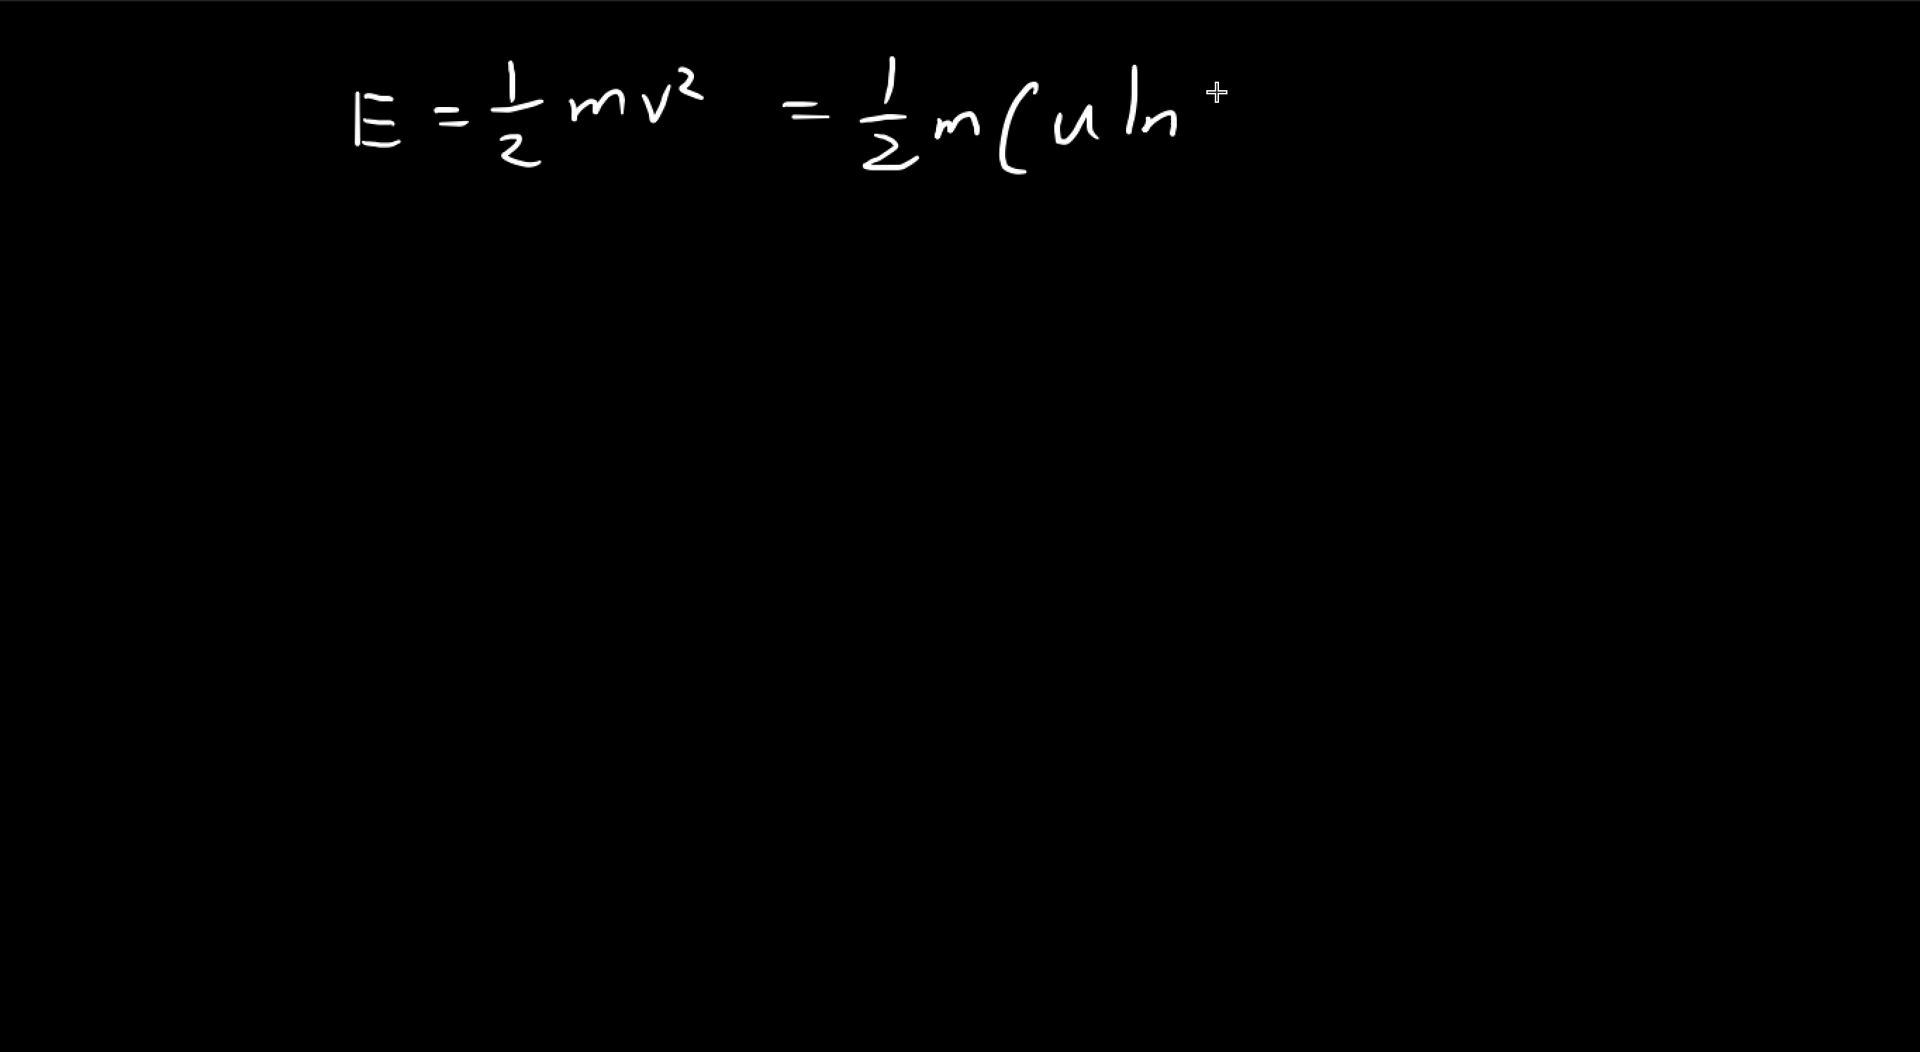 E = 1/2 mv² = 1/2 m(u ln